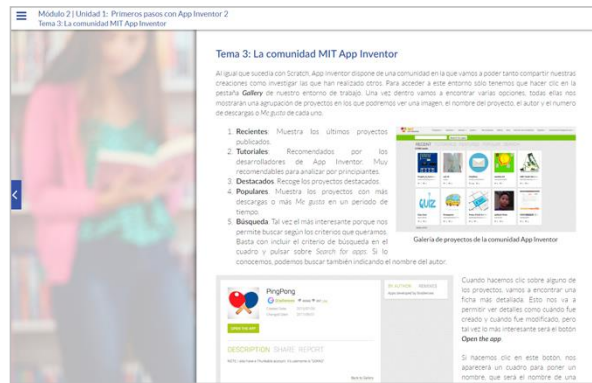 Módulo 2 | Unidad 1: Primeros pasos con App Inventor 2
Tema 3: La comunidad MIT App Inventor
Tema 3: La comunidad MIT App Inventor
Al igual que sucedía con Scratch, App Inventor dispone de una comunidad en la que vamos a poder tanto compartir nuestras
creaciones como investigar las que han realizado otros. Para acceder a este entorno sólo tenemos que hacer clic en la
pestaña Gallery de nuestro entorno de trabajo. Una vez dentro vamos a encontrar varias opciones, todas ellas nos
mostrarán una agrupación de proyectos en los que podremos ver una imagen, el nombre del proyecto, el autor y el numero
de descargas o Me gusta de cada uno.
1. Recientes. Muestra los últimos proyectos
publicados.
2. Tutoriales. Recomendados por los
desarrolladores de App Inventor. Muy
recomendables para analizar por principiantes.
3. Destacados. Recoge los proyectos destacados.
4. Populares. Muestra los proyectos con más
descargas o más Me gusta en un periodo de
tiempo.
5. Búsqueda. Tal vez el más interesante porque nos
permite buscar según los criterios que queramos.
Basta con incluir el criterio de búsqueda en el
cuadro y pulsar sobre Search for apps. Si lo
conocemos, podemos buscar también indicando el nombre del autor.
QUIZ
Galería de proyectos de la comunidad App Inventor
PingPong
DESCRIPTION SHARE REPORT
Cuando hacemos clic sobre alguno de
los proyectos, vamos a encontrar una
ficha más detallada. Esto nos va a
permitir ver detalles como cuándo fue
creado y cuándo fue modificado, pero
tal vez lo más interesante será el botón
Open the app.
Si hacemos clic en este botón, nos
aparecerá un cuadro para poner un
nombre, que será el nombre de una